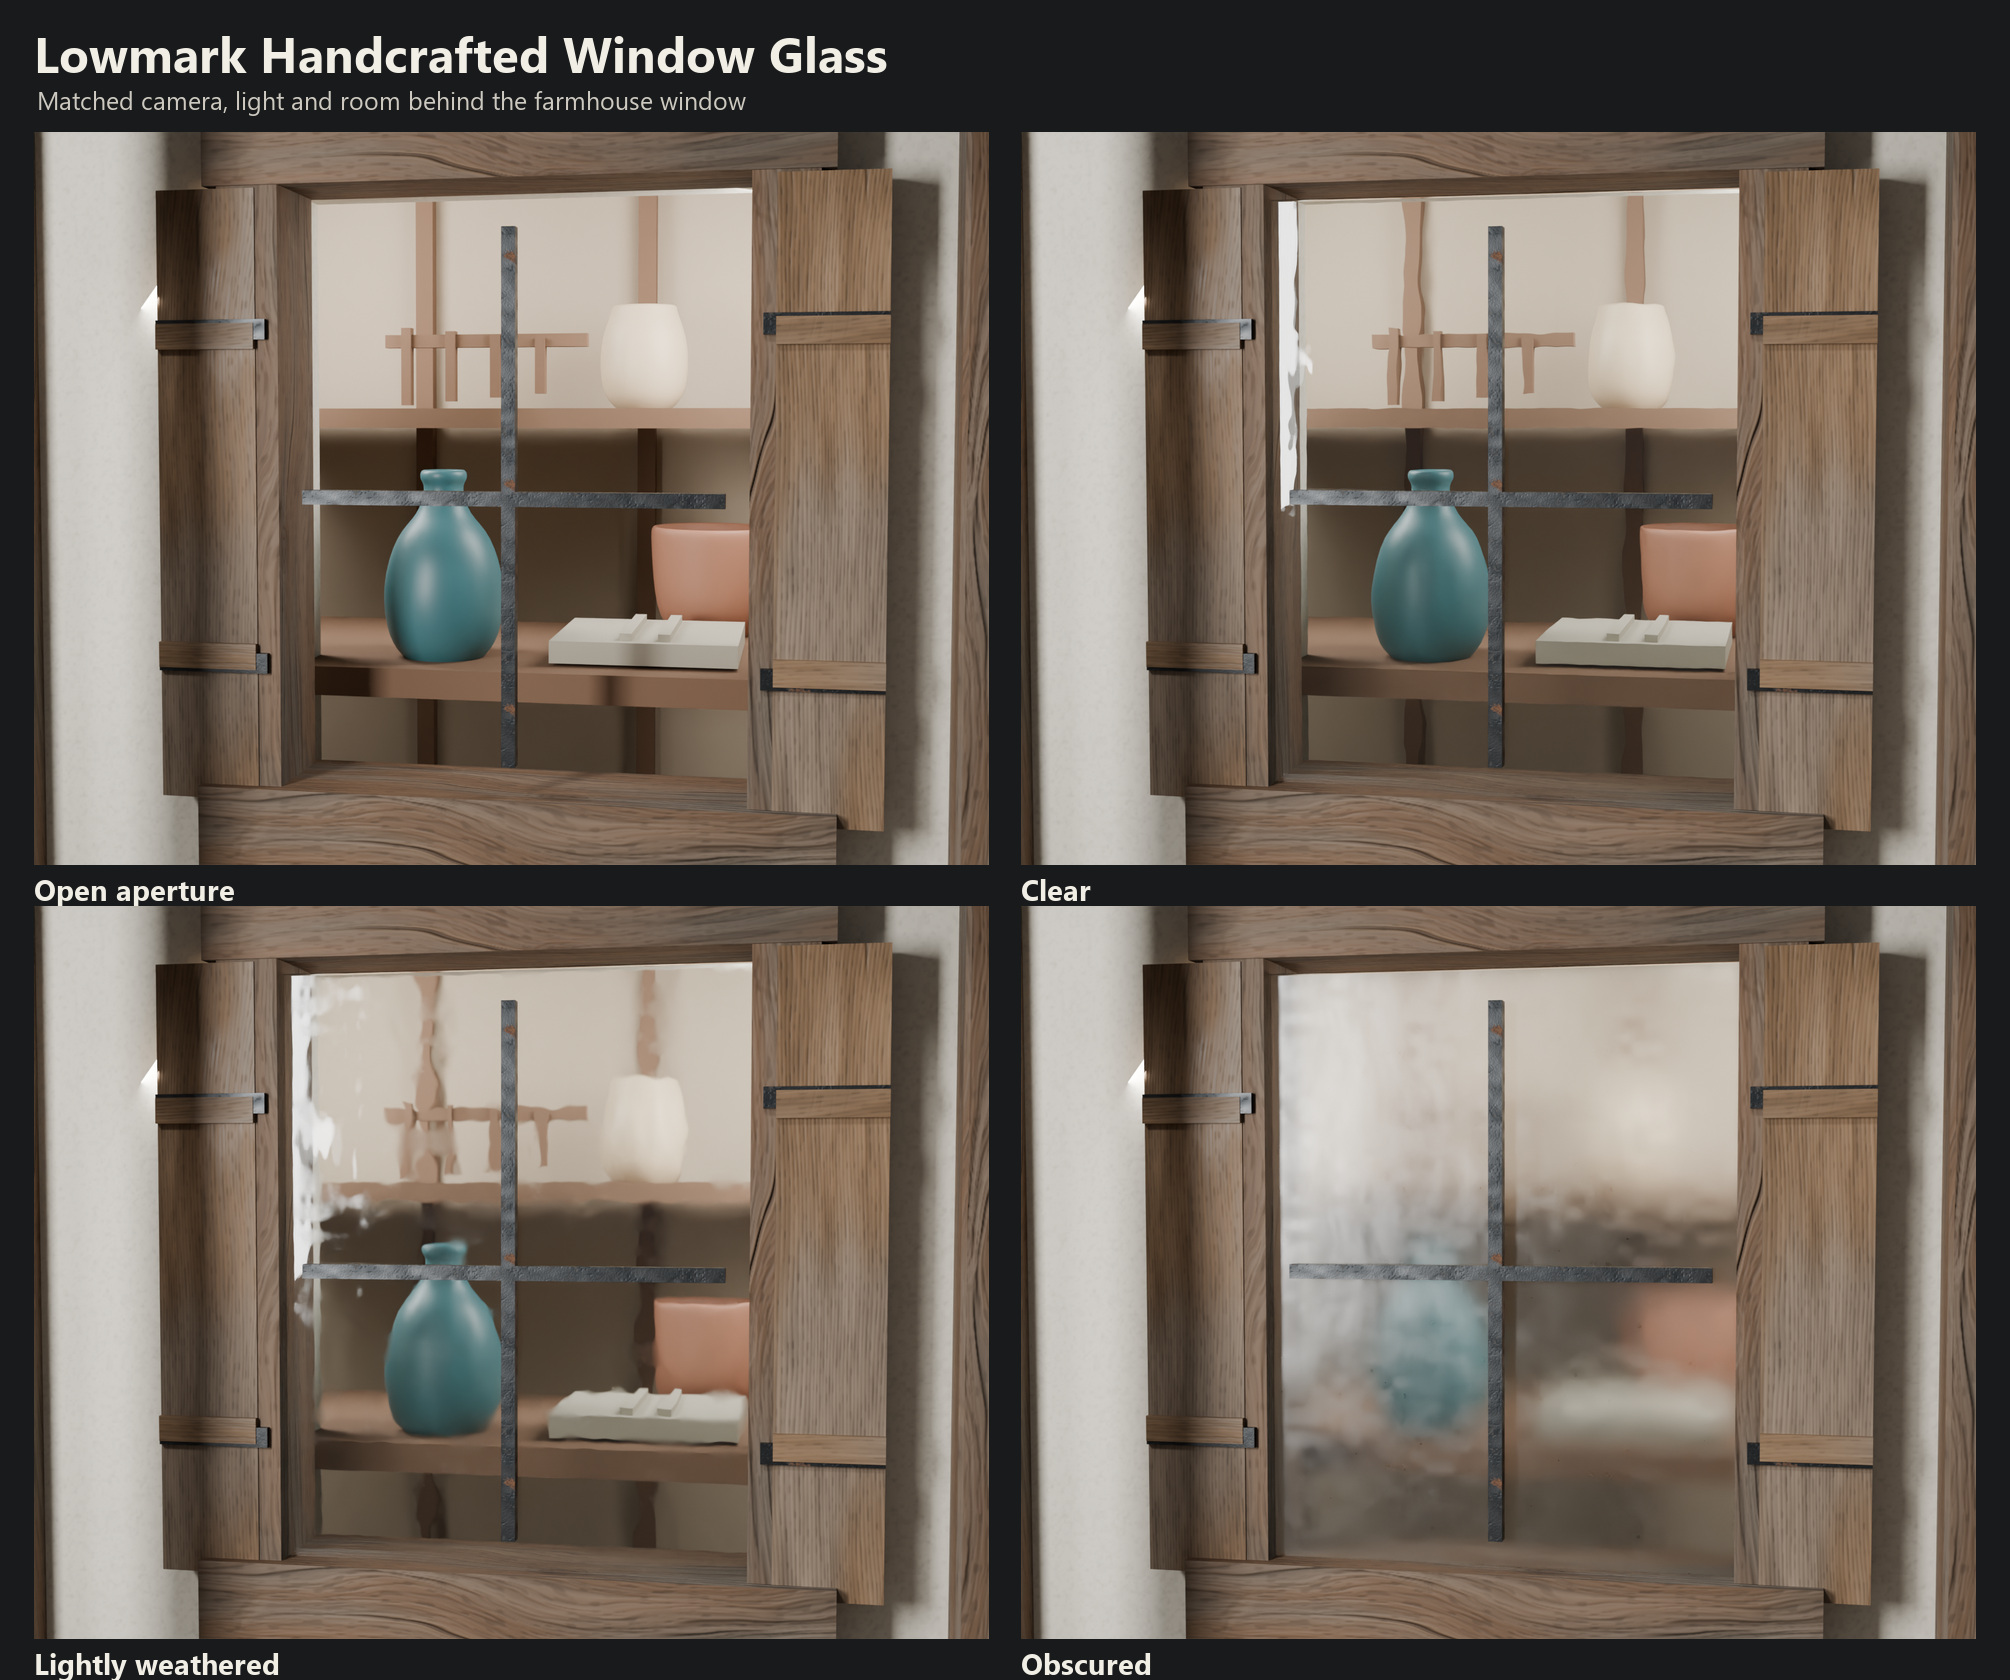 Lowmark Handcrafted Window Glass
Matched camera, light and room behind the farmhouse window
Open aperture
Clear
Lightly weathered
Obscured